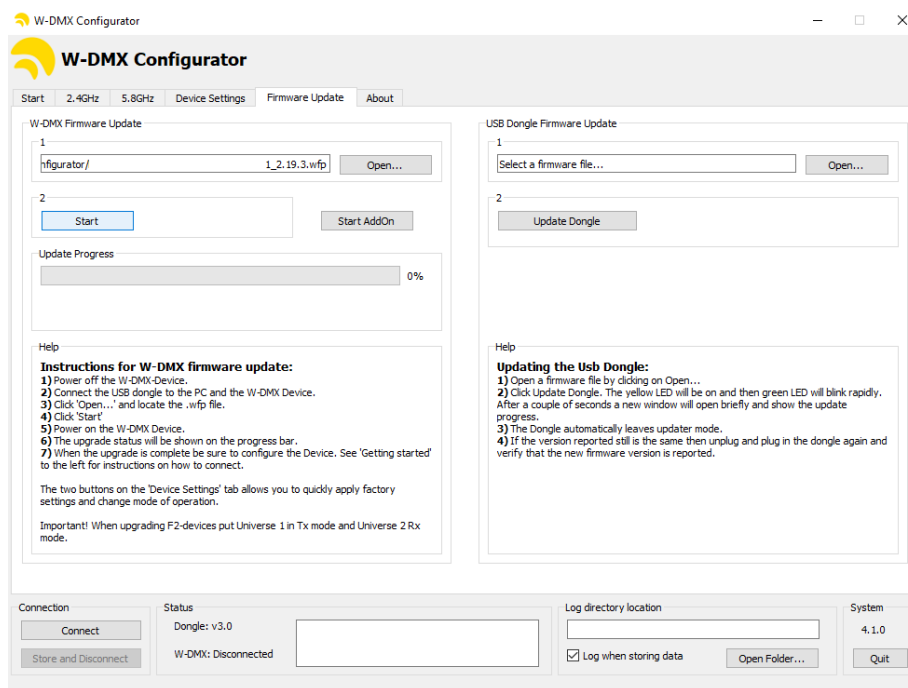 W-DMX Configurator
W-DMX Configurator
Start 2.4GHz 5.8GHz Device Settings Firmware Update About
W-DMX Firmware Update
1
nfigurator/ 1_2.19.3.wfp Open...
2
Start Start AddOn
Update Progress
0%
Help
Instructions for W-DMX firmware update:
1) Power off the W-DMX-Device.
2) Connect the USB dongle to the PC and the W-DMX Device.
3) Click 'Open...' and locate the .wfp file.
4) Click 'Start'
5) Power on the W-DMX Device.
6) The upgrade status will be shown on the progress bar.
7) When the upgrade is complete be sure to configure the Device. See 'Getting started'
to the left for instructions on how to connect.
The two buttons on the 'Device Settings' tab allows you to quickly apply factory
settings and change mode of operation.
Important! When upgrading F2-devices put Universe 1 in Tx mode and Universe 2 Rx
mode.
USB Dongle Firmware Update
1
Select a firmware file... Open...
2
Update Dongle
Help
Updating the Usb Dongle:
1) Open a firmware file by clicking on Open...
2) Click Update Dongle. The yellow LED will be on and then green LED will blink rapidly.
After a couple of seconds a new window will open briefly and show the update
progress.
3) The Dongle automatically leaves updater mode.
4) If the version reported still is the same then unplug and plug in the dongle again and
verify that the new firmware version is reported.
Connection
Connect
Store and Disconnect
Status
Dongle: v3.0
W-DMX: Disconnected
Log directory location
Log when storing data Open Folder...
System
4.1.0
Quit